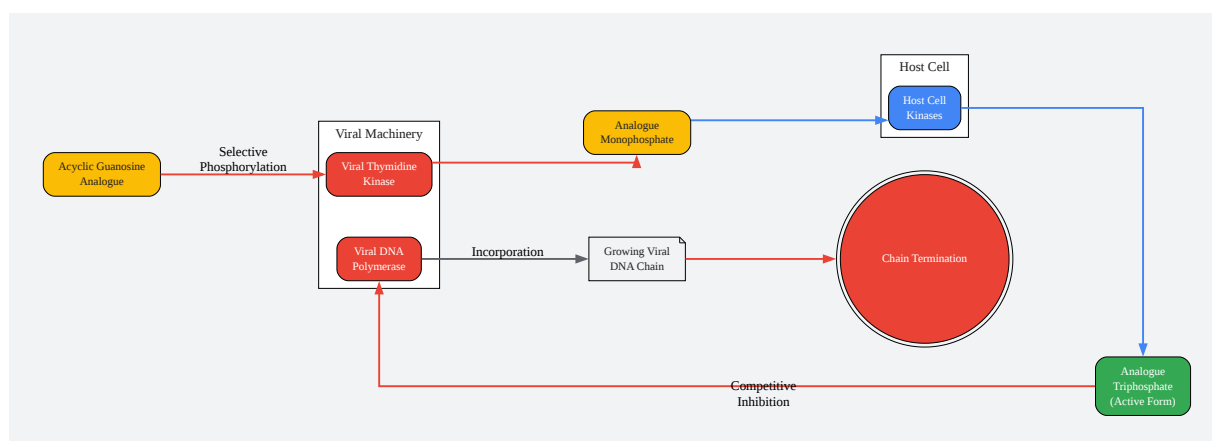 Host Cell
Host Cell
Kinases
Analogue
Monophosphate
Viral Machinery
Selective
Phosphorylation
Acyclic Guanosine
Analogue
Viral Thymidine
Kinase
Viral DNA
Polymerase
Incorporation
Growing Viral
DNA Chain
Chain Termination
Analogue
Triphosphate
(Active Form)
Competitive
Inhibition